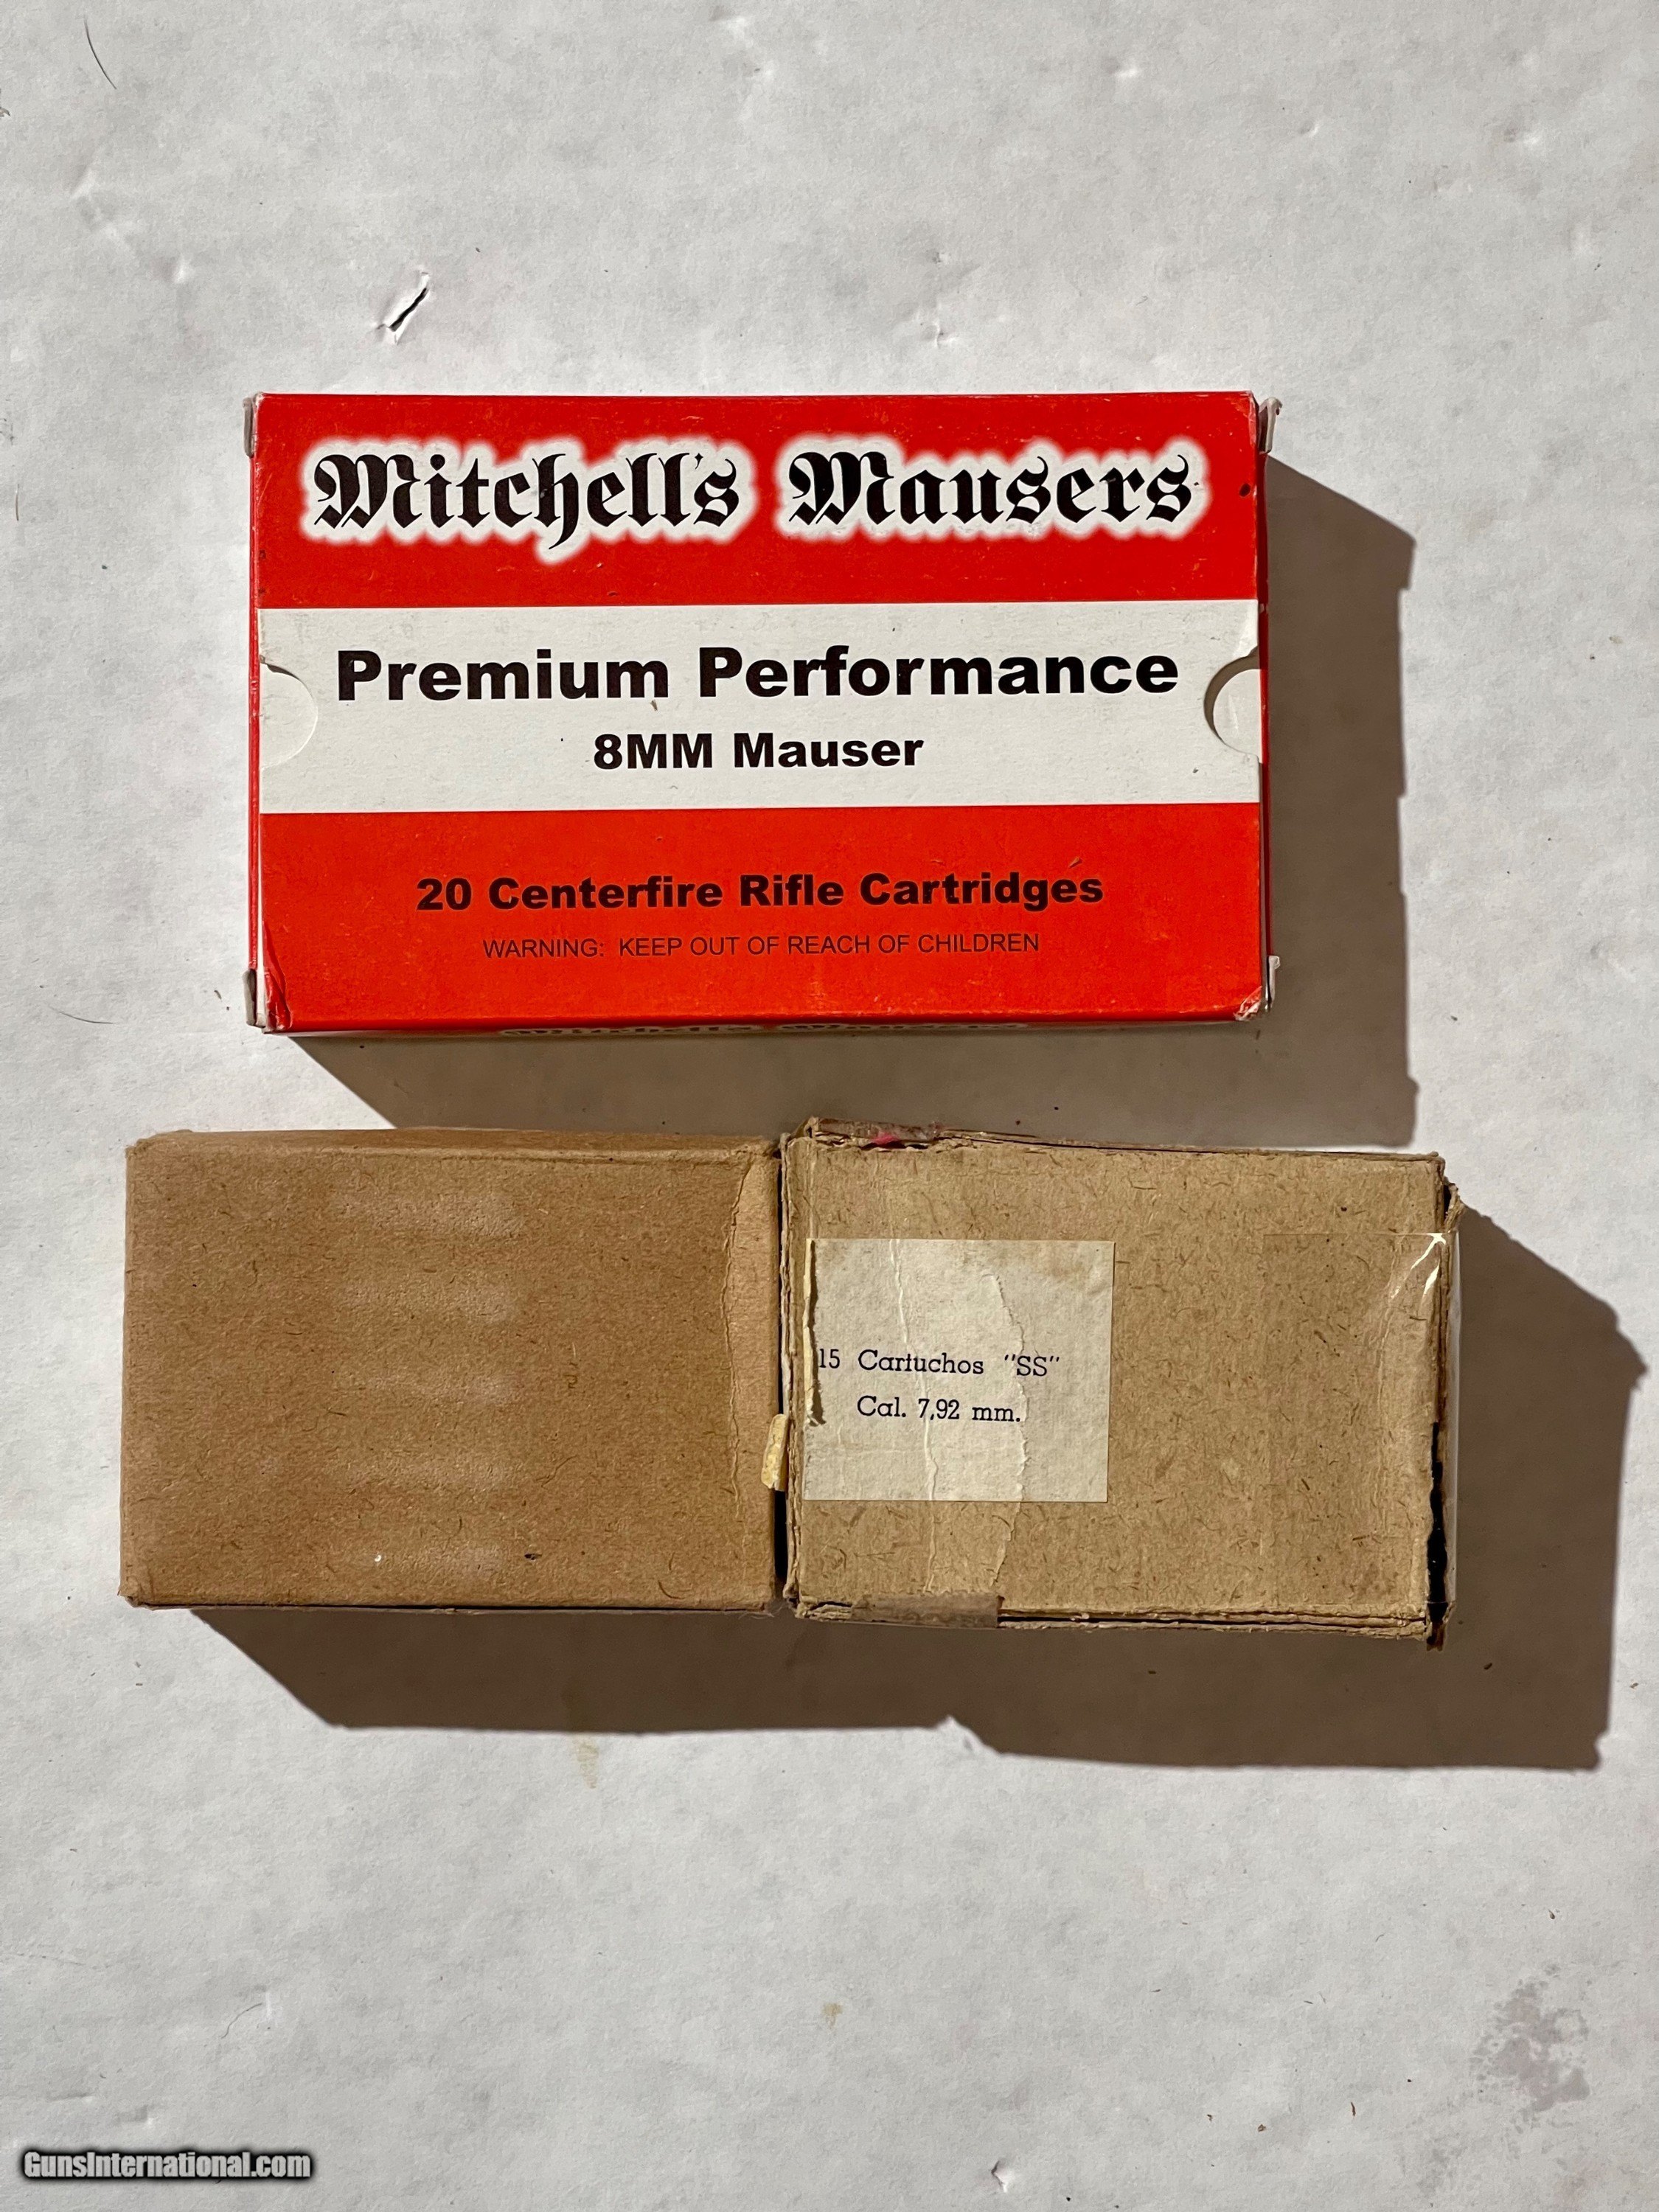 Mitchell's Mausers
Premium Performance
8MM Mauser
20 Centerfire Rifle Cartridges
WARNING: KEEP OUT OF REACH OF CHILDREN
15 Cartuchos "SS"
Cal. 7,92 mm.
GunsInternational.com